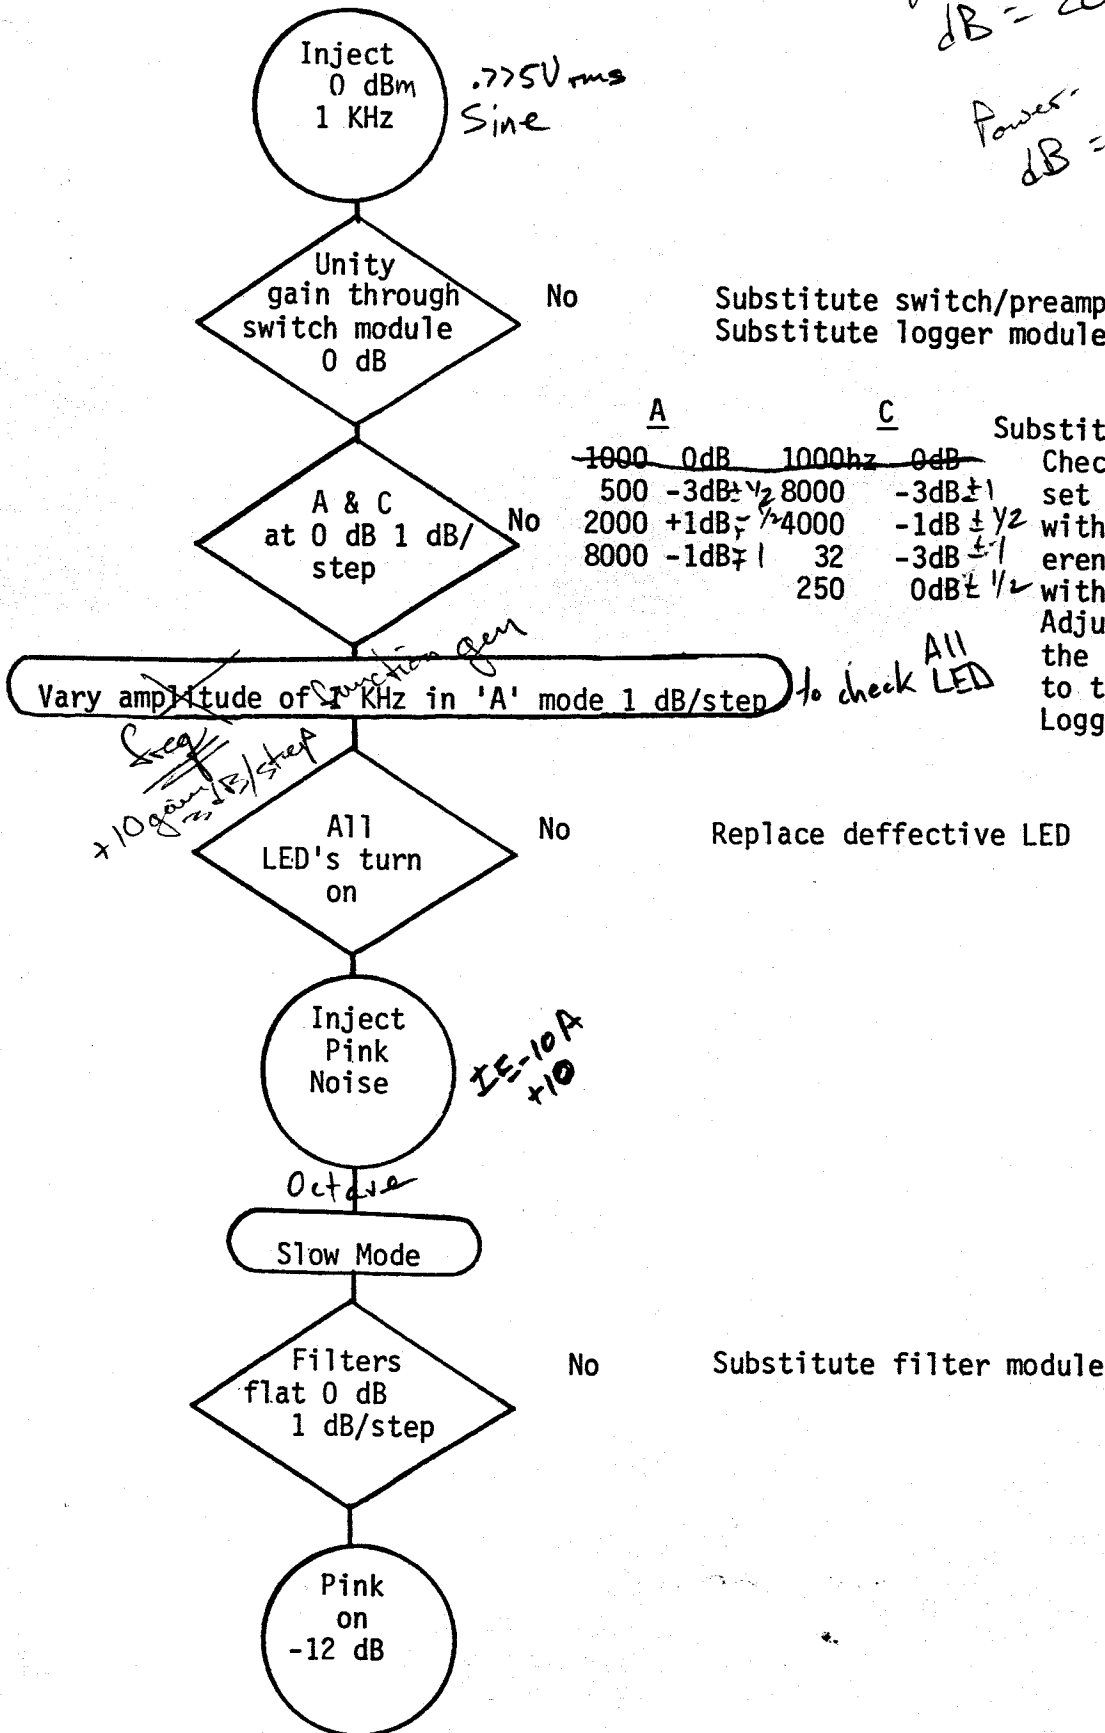 dB = 20
Power
dB =
Inject
0 dBm
1 KHz
.775V rms
Sine
Unity
gain through
switch module
0 dB
No
Substitute switch/preamp
Substitute logger module
A & C
at 0 dB 1 dB/
step
No
A C
1000 0dB 1000hz 0dB
500 -3dB ± 1/2 8000 -3dB ± 1
2000 +1dB ∓ 1/2 4000 -1dB ± 1/2
8000 -1dB ∓ 1 32 -3dB ± 1
250 0dB ± 1/2
Substit
Chec
set
with
eren
with
Adju
the
to t
Logg
function gen
Vary amplitude of 1 KHz in 'A' mode 1 dB/step
to check All
LED
freq
+10 gain
3 dB/step
All
LED's turn
on
No
Replace deffective LED
Inject
Pink
Noise
IE-10A
+10
Octave
Slow Mode
Filters
flat 0 dB
1 dB/step
No
Substitute filter module
Pink
on
-12 dB